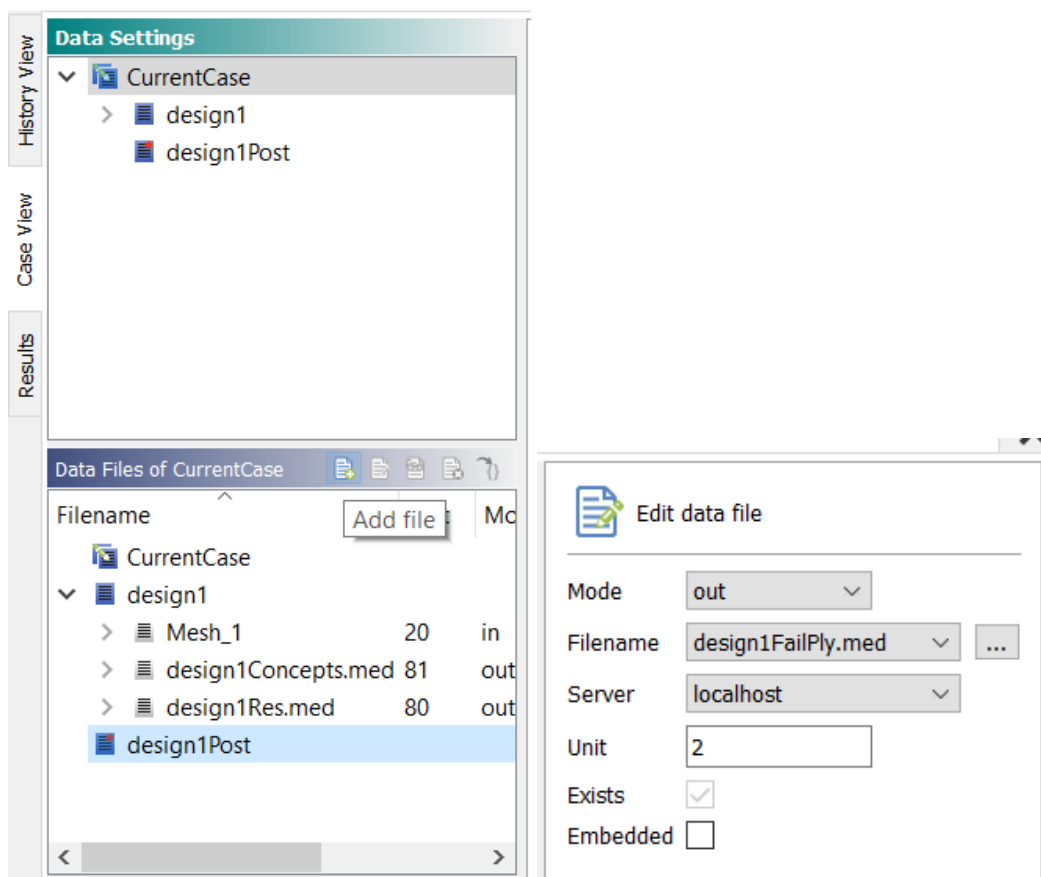 History View
Case View
Results
Data Settings
CurrentCase
design1
design1Post
Data Files of CurrentCase
Filename
Add file
Mo
CurrentCase
design1
Mesh_1 20 in
design1Concepts.med 81 out
design1Res.med 80 out
design1Post
Edit data file
Mode out
Filename design1FailPly.med ...
Server localhost
Unit 2
Exists
Embedded